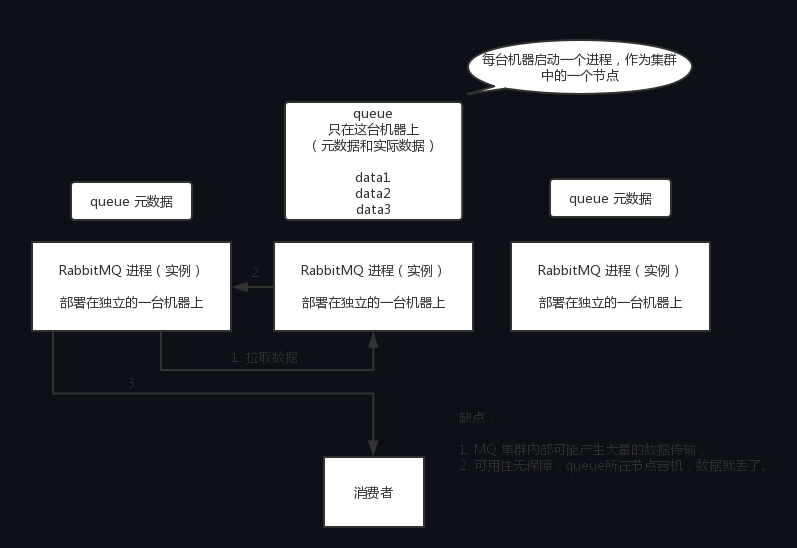 每台机器启动一个进程，作为集群
中的一个节点
queue
只在这台机器上
（元数据和实际数据）
data1
data2
data3
queue 元数据
queue 元数据
RabbitMQ 进程（实例）
部署在独立的一台机器上
2
RabbitMQ 进程（实例）
部署在独立的一台机器上
RabbitMQ 进程（实例）
部署在独立的一台机器上
1. 拉取数据
3
缺点：
1. MQ 集群内部可能产生大量的数据传输；
2. 可用性无保障，queue所在节点宕机，数据就丢了。
消费者